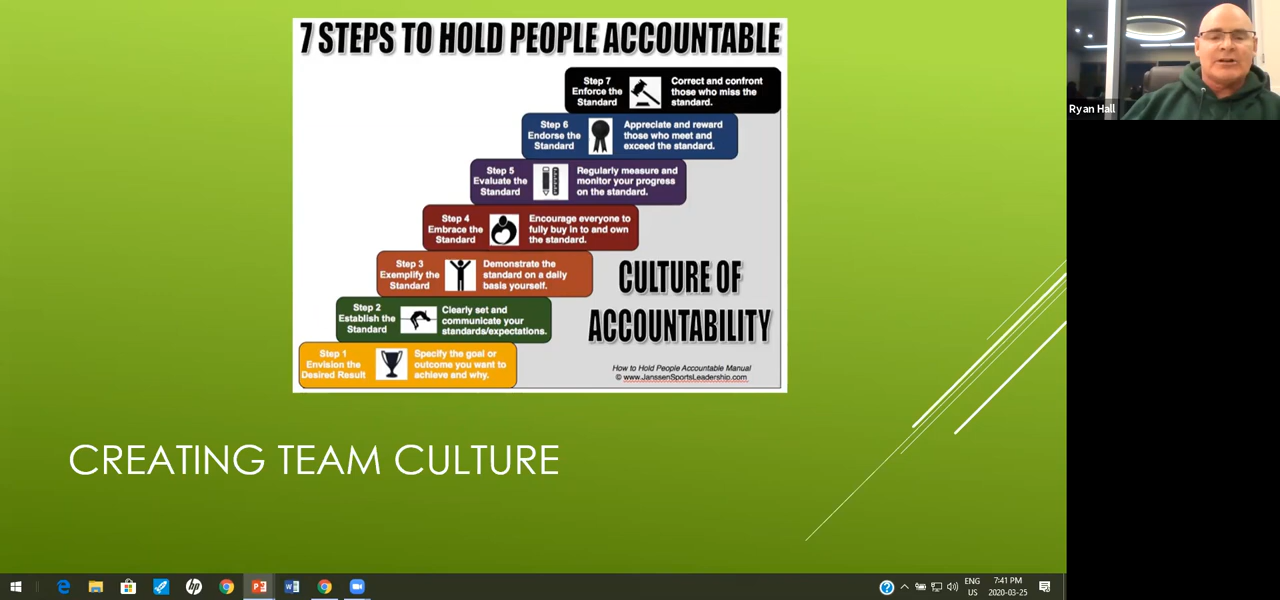 7 STEPS TO HOLD PEOPLE ACCOUNTABLE
Step 7
Enforce the
Standard
Correct and confront
those who miss the
standard.
Step 6
Endorse the
Standard
Appreciate and reward
those who meet and
exceed the standard.
Step 5
Evaluate the
Standard
Regularly measure and
monitor your progress
on the standard.
Step 4
Embrace the
Standard
Encourage everyone to
fully buy in to and own
the standard.
Step 3
Exemplify the
Standard
Demonstrate the
standard on a daily
basis yourself.
Step 2
Establish the
Standard
Clearly set and
communicate your
standards/expectations.
Step 1
Envision the
Desired Result
Specify the goal or
outcome you want to
achieve and why.
CULTURE OF
ACCOUNTABILITY
How to Hold People Accountable Manual
© www.JanssenSportsLeadership.com
CREATING TEAM CULTURE
Ryan Hall
ENG
US
7:41 PM
2020-03-25